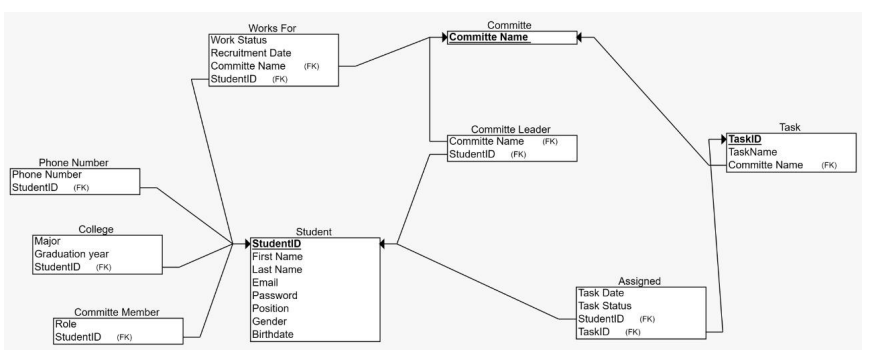 Works For
Work Status
Recruitment Date
Committe Name (FK)
StudentID (FK)
Committe
Committe Name
Committe Leader
Committe Name (FK)
StudentID (FK)
Task
TaskID
TaskName
Committe Name (FK)
Phone Number
Phone Number
StudentID (FK)
College
Major
Graduation year
StudentID (FK)
Committe Member
Role
StudentID (FK)
Student
StudentID
First Name
Last Name
Email
Password
Position
Gender
Birthdate
Assigned
Task Date
Task Status
StudentID (FK)
TaskID (FK)